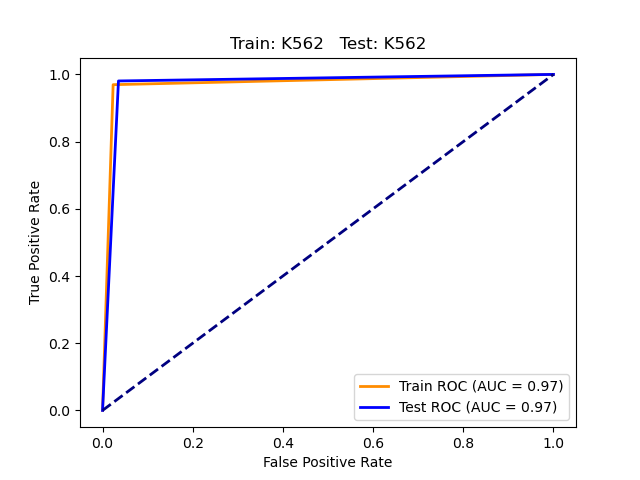 Train: K562   Test: K562
1.0
0.8
0.6
0.4
0.2
0.0
True Positive Rate
Train ROC (AUC = 0.97)
Test ROC (AUC = 0.97)
0.0 0.2 0.4 0.6 0.8 1.0
False Positive Rate